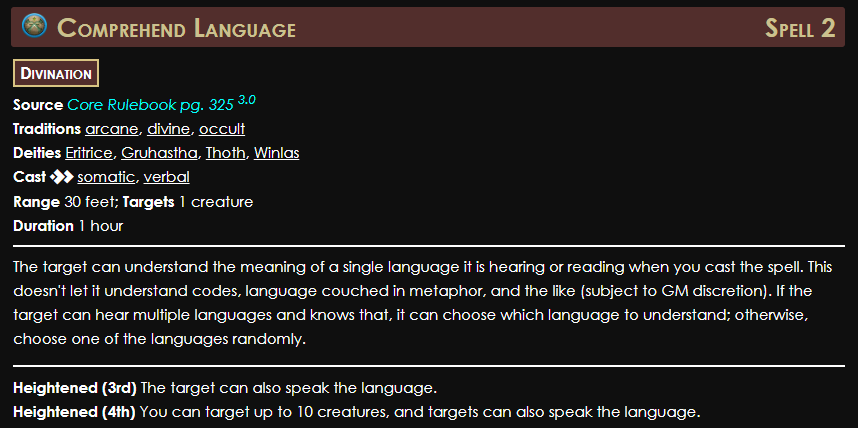 Comprehend Language Spell 2
Divination
Source Core Rulebook pg. 325 3.0
Traditions arcane, divine, occult
Deities Eritrice, Gruhastha, Thoth, Winlas
Cast somatic, verbal
Range 30 feet; Targets 1 creature
Duration 1 hour
The target can understand the meaning of a single language it is hearing or reading when you cast the spell. This
doesn't let it understand codes, language couched in metaphor, and the like (subject to GM discretion). If the
target can hear multiple languages and knows that, it can choose which language to understand; otherwise,
choose one of the languages randomly.
Heightened (3rd) The target can also speak the language.
Heightened (4th) You can target up to 10 creatures, and targets can also speak the language.